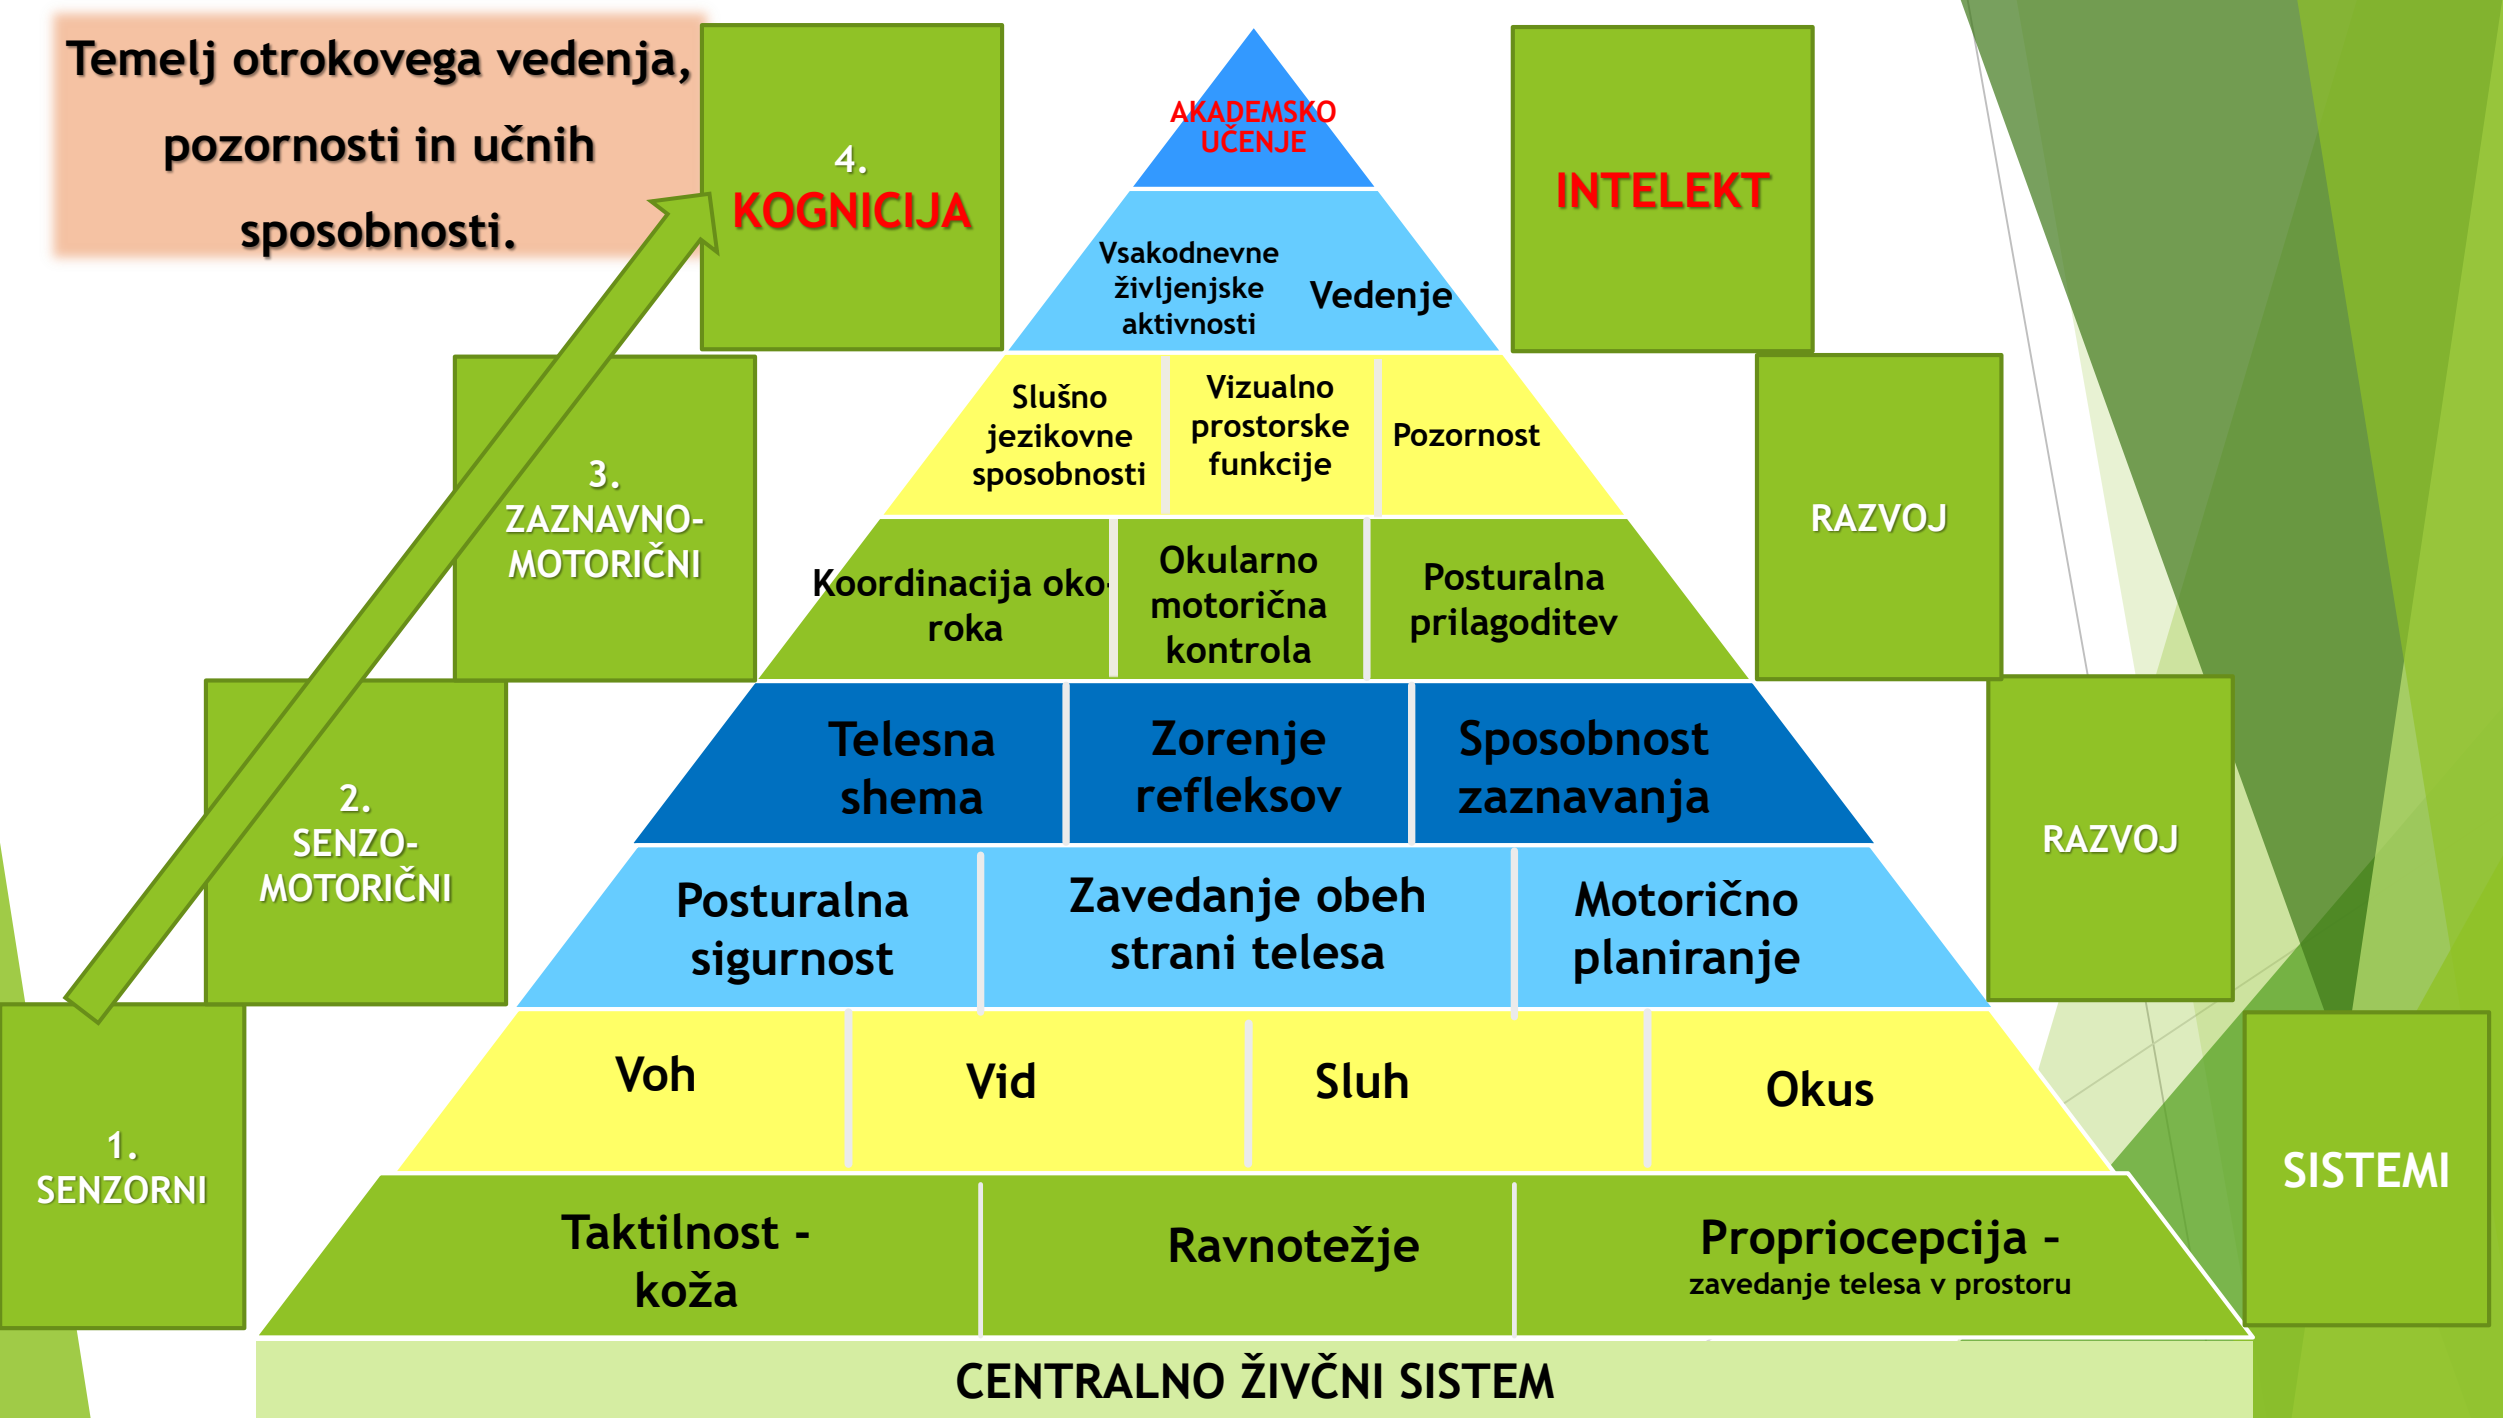 Temelj otrokovega vedenja,
pozornosti in učnih
sposobnosti.
4.
KOGNICIJA
AKADEMSKO
UČENJE
INTELEKT
Vsakodnevne
življenjske
aktivnosti
Vedenje
3.
ZAZNAVNO-
MOTORIČNI
Slušno
jezikovne
sposobnosti
Vizualno
prostorske
funkcije
Pozornost
RAZVOJ
Koordinacija oko-
roka
Okularno
motorična
kontrola
Posturalna
prilagoditev
2.
SENZO-
MOTORIČNI
Telesna
shema
Zorenje
refleksov
Sposobnost
zaznavanja
RAZVOJ
Posturalna
sigurnost
Zavedanje obeh
strani telesa
Motorično
planiranje
1.
SENZORNI
Voh
Vid
Sluh
Okus
SISTEMI
Taktilnost -
koža
Ravnotežje
Propriocepcija –
zavedanje telesa v prostoru
CENTRALNO ŽIVČNI SISTEM